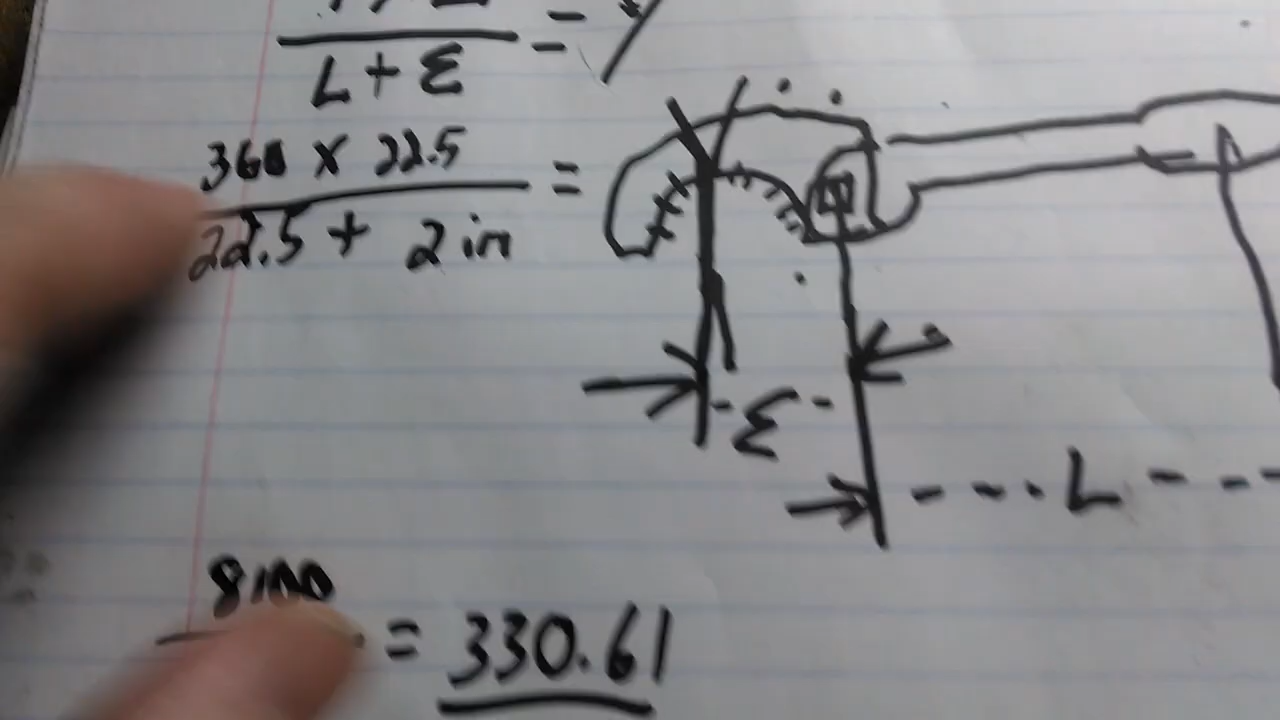 L + E = Y
360 X 22.5 =
22.5 + 2 in
- E -
--- L ---
8100 = 330.61